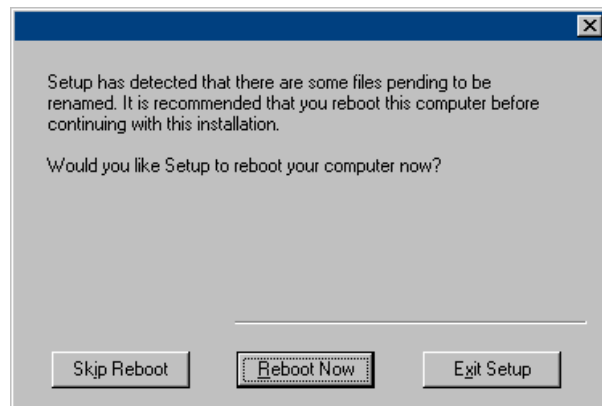 Setup has detected that there are some files pending to be
renamed. It is recommended that you reboot this computer before
continuing with this installation.
Would you like Setup to reboot your computer now?
Skip Reboot
Reboot Now
Exit Setup